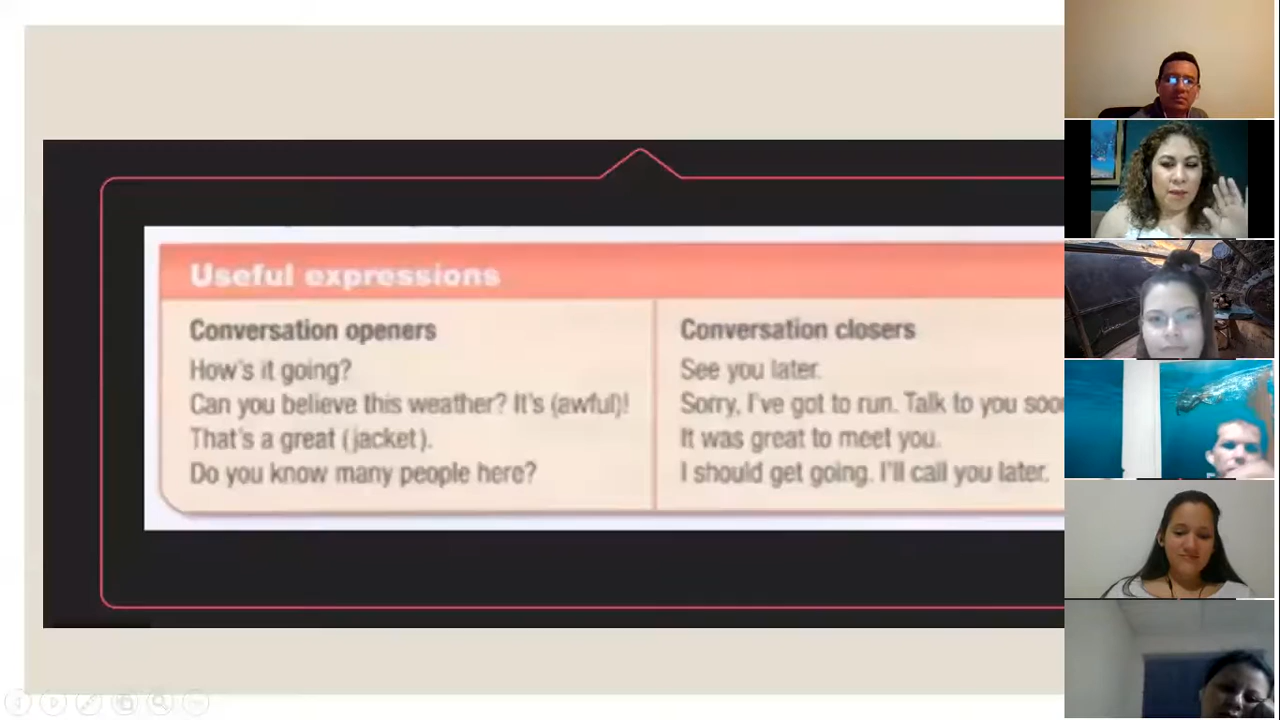 Useful expressions
Conversation openers
How's it going?
Can you believe this weather? It's (awful)!
That's a great (jacket).
Do you know many people here?
Conversation closers
See you later.
Sorry, I've got to run. Talk to you soo
It was great to meet you.
I should get going. I'll call you later.